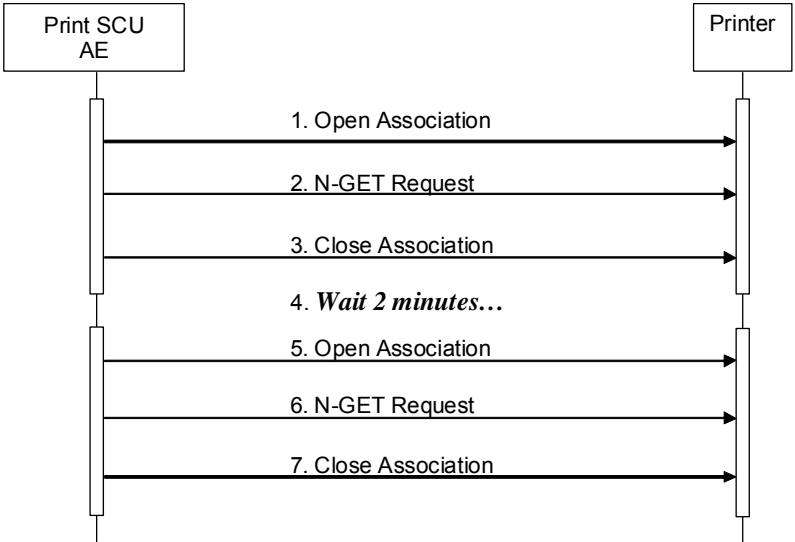 Print SCU
AE
Printer
1. Open Association
2. N-GET Request
3. Close Association
4. Wait 2 minutes…
5. Open Association
6. N-GET Request
7. Close Association